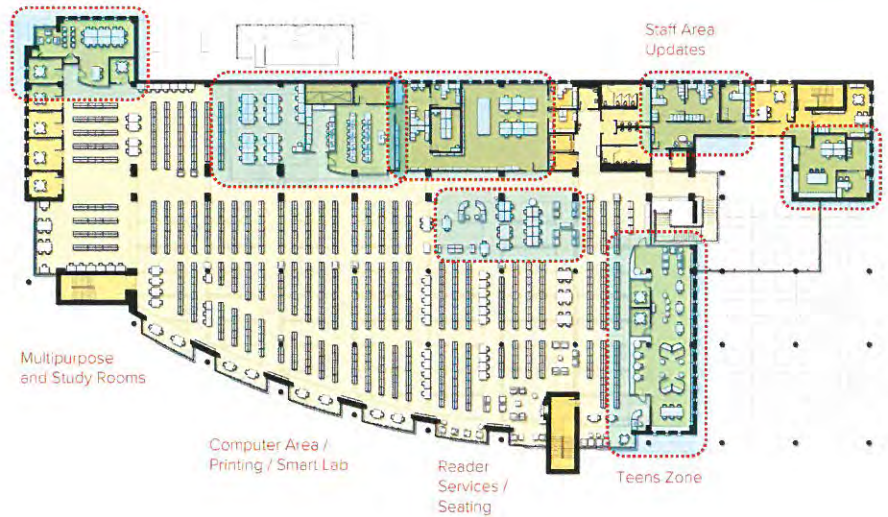 Staff Area
Updates
Multipurpose
and Study Rooms
Computer Area /
Printing / Smart Lab
Reader
Services /
Seating
Teens Zone